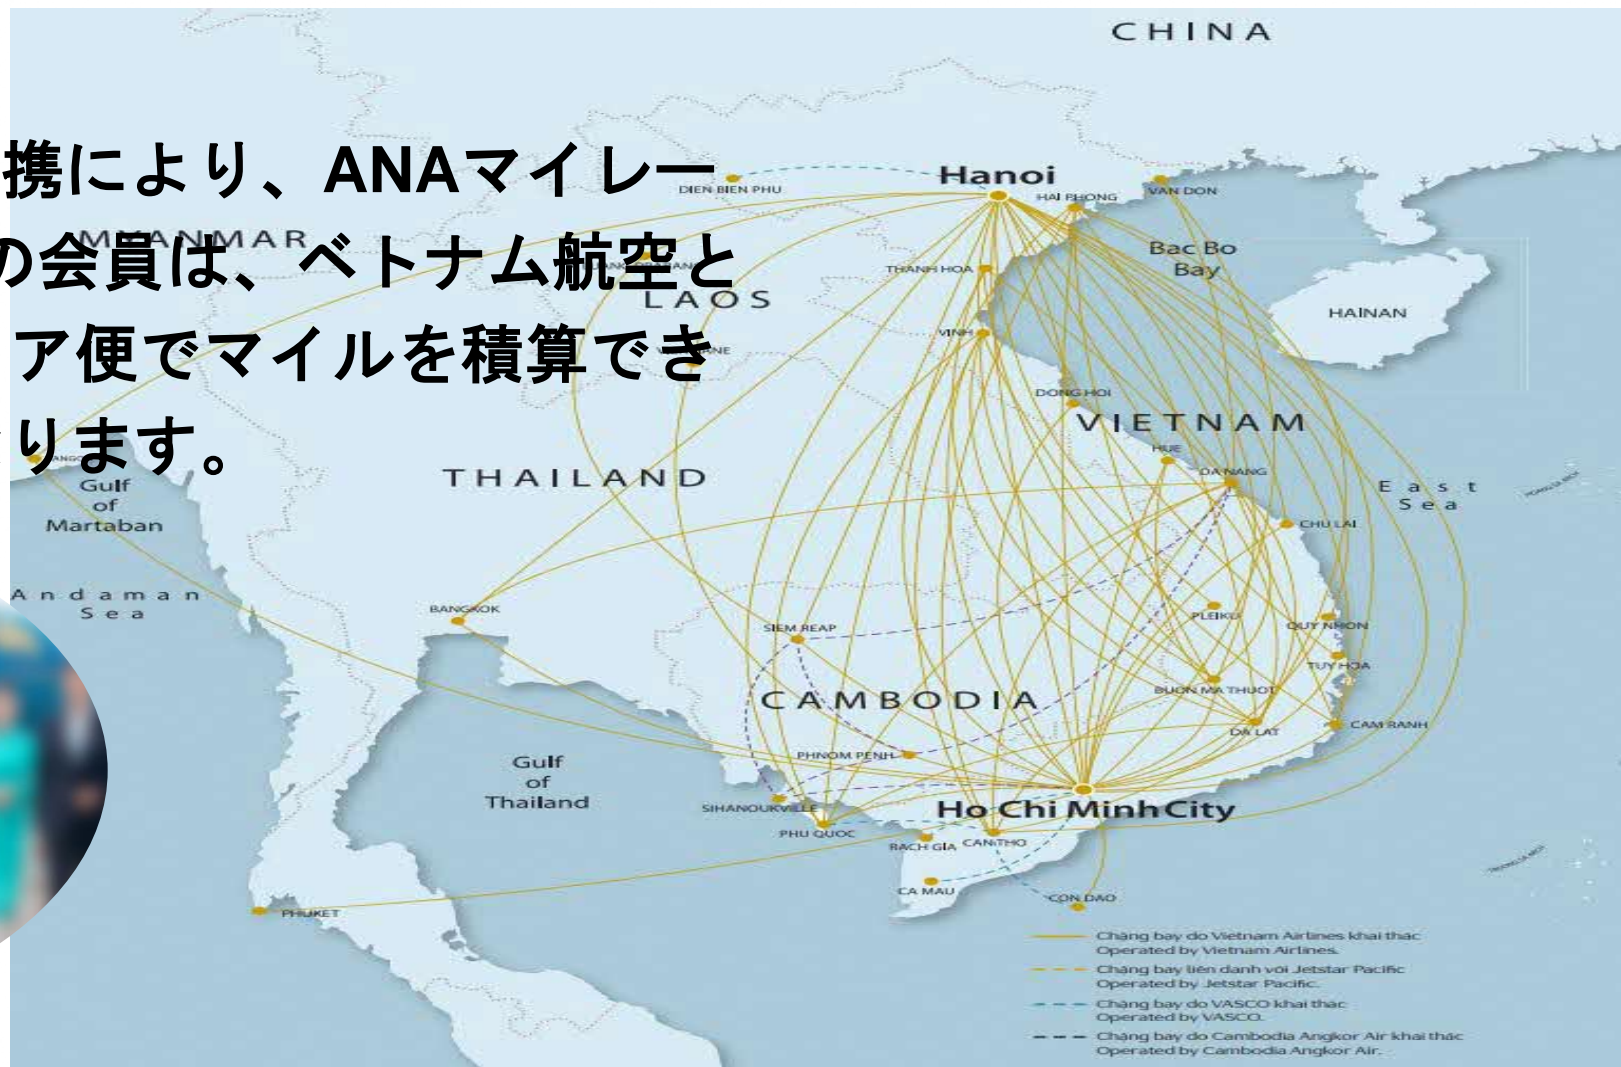 CHINA
携により、ANAマイレー
の会員は、ベトナム航空と
ア便でマイルを積算でき
ります。
DIEN BIEN PHU
Hanoi
HAI PHONG
VAN DON
MYANMAR
Bac Bo
Bay
THANH HOA
LAOS
HAINAN
VINH
DONG HOI
VIETNAM
HUE
DA NANG
THAILAND
Gulf
of
Martaban
East
Sea
CHU LAI
Andaman
Sea
BANGKOK
SIEM REAP
PLEIKU
QUY NHON
TUY HOA
CAMBODIA
BUON MA THUOT
DA LAT
CAM RANH
PHNOM PENH
Gulf
of
Thailand
SIHANOUKVILLE
Ho Chi Minh City
PHU QUOC
RACH GIA
CAN THO
CA MAU
CON DAO
PHUKET
Chặng bay do Vietnam Airlines khai thác
Operated by Vietnam Airlines.
Chặng bay liên danh với Jetstar Pacific
Operated by Jetstar Pacific.
Chặng bay do VASCO khai thác
Operated by VASCO.
Chặng bay do Cambodia Angkor Air khai thác
Operated by Cambodia Angkor Air.